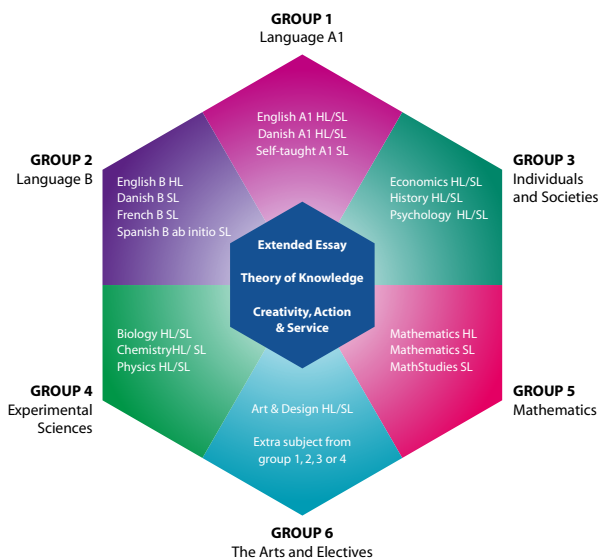 GROUP 1
Language A1
English A1 HL/SL
Danish A1 HL/SL
Self-taught A1 SL
GROUP 2
Language B
English B HL
Danish B SL
French B SL
Spanish B ab initio SL
GROUP 3
Individuals
and Societies
Economics HL/SL
History HL/SL
Psychology HL/SL
Extended Essay
Theory of Knowledge
Creativity, Action
& Service
GROUP 4
Experimental
Sciences
Biology HL/SL
ChemistryHL/ SL
Physics HL/SL
GROUP 5
Mathematics
Mathematics HL
Mathematics SL
MathStudies SL
Art & Design HL/SL
Extra subject from
group 1, 2, 3 or 4
GROUP 6
The Arts and Electives